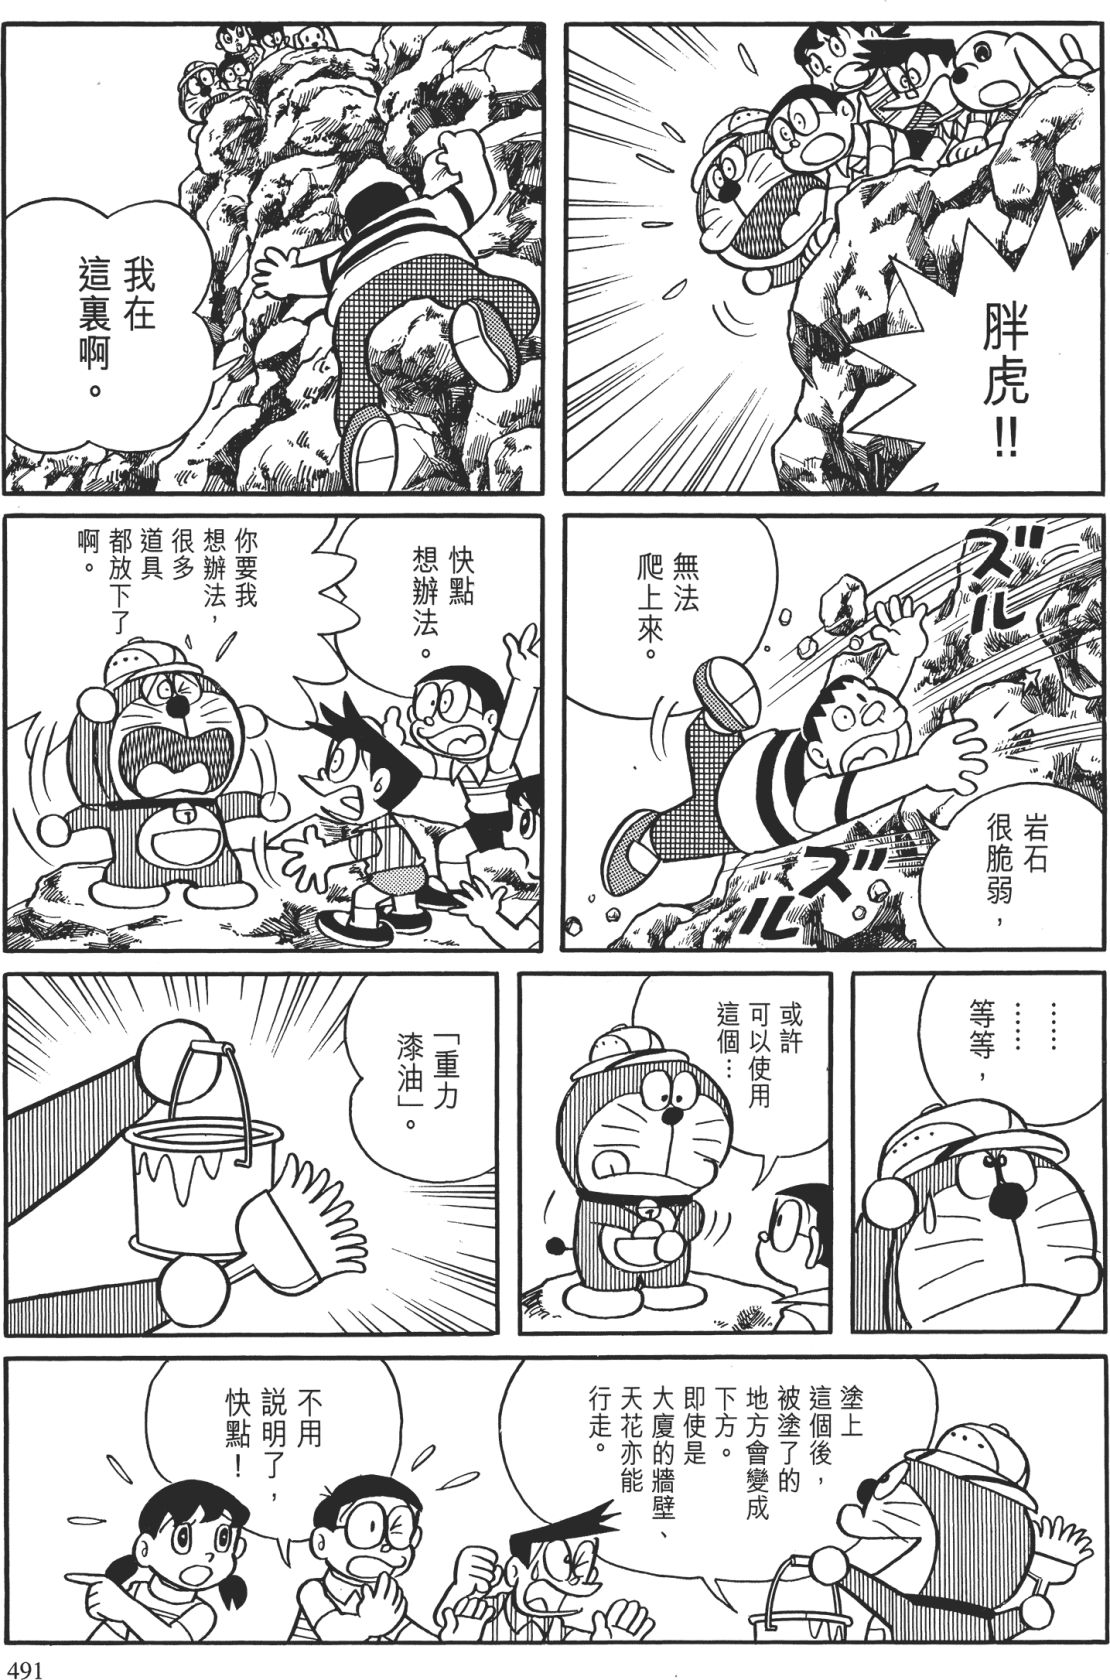 胖虎!!
我在
這裏啊。
ズル
無法
爬上來。
岩石
很脆弱，
ズル
快點
想辦法。
你要我
想辦法，
很多
道具
都放下了
啊。
……
……
等等，
或許
可以使用
這個…
「重力
漆油」。
塗上
這個後，
被塗了的
地方會變成
下方。
即使是
大廈的牆壁、
天花亦能
行走。
不用
説明了，
快點！
491